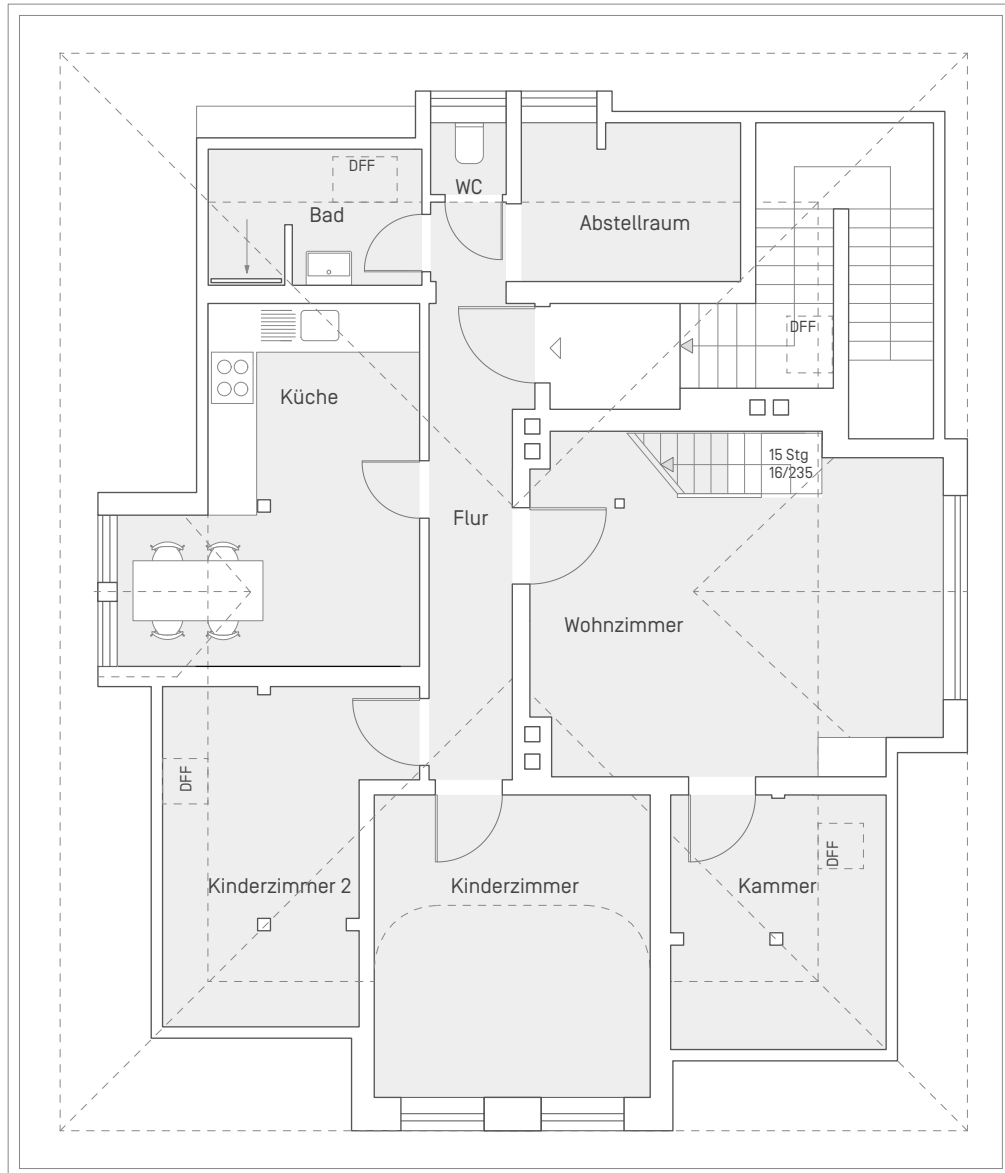 DFF
WC
Bad
Abstellraum
DFF
Küche
15 Stg
16/235
Flur
Wohnzimmer
DFF
DFF
Kinderzimmer 2
Kinderzimmer
Kammer